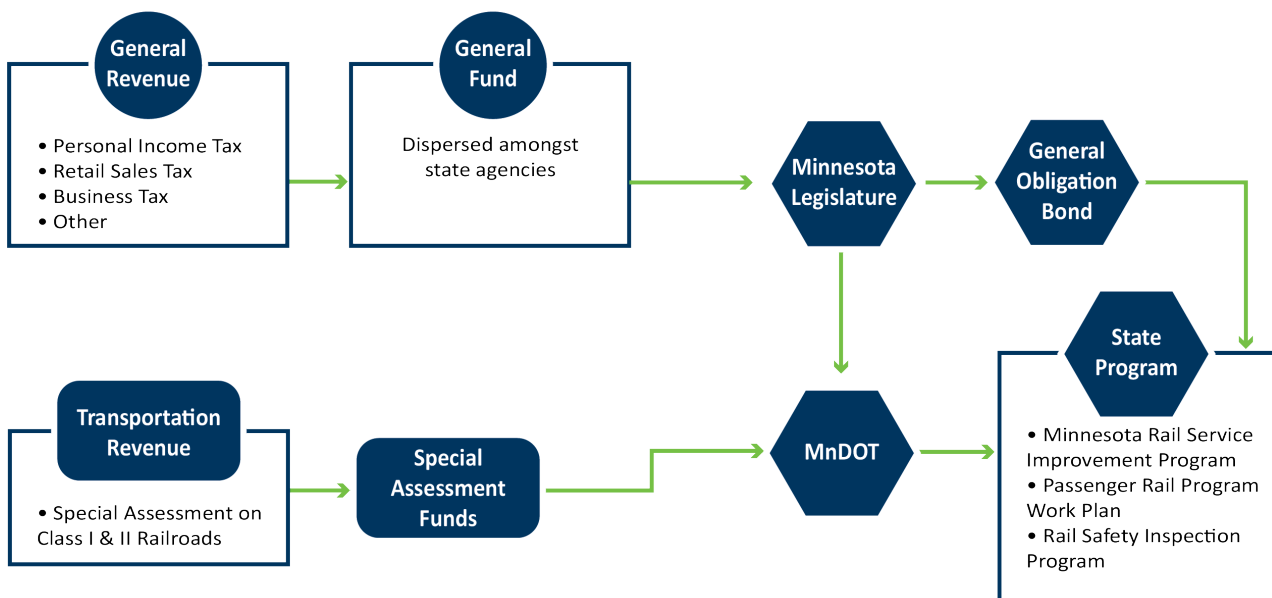 General
Revenue
• Personal Income Tax
• Retail Sales Tax
• Business Tax
• Other
General
Fund
Dispersed amongst
state agencies
Minnesota
Legislature
General
Obligation
Bond
Transportation
Revenue
• Special Assessment on
Class I & II Railroads
Special
Assessment
Funds
MnDOT
State
Program
• Minnesota Rail Service
Improvement Program
• Passenger Rail Program
Work Plan
• Rail Safety Inspection
Program